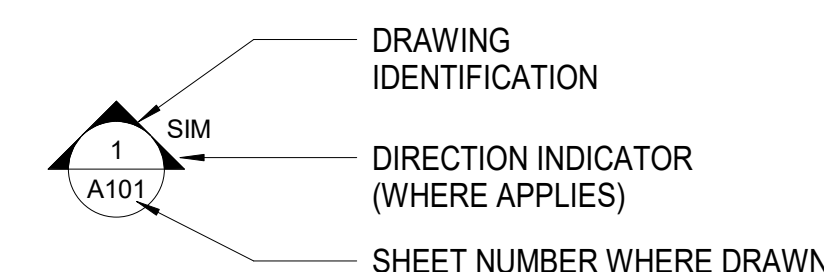 DRAWING
IDENTIFICATION
SIM
1
DIRECTION INDICATOR
(WHERE APPLIES)
A101
SHEET NUMBER WHERE DRAWN